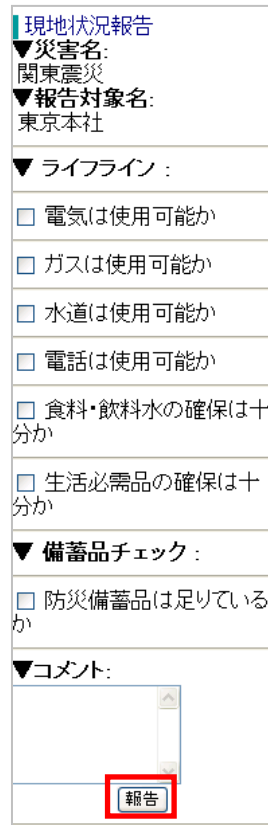 現地状況報告
▼災害名:
関東震災
▼報告対象名:
東京本社
▼ ライフライン :
電気は使用可能か
ガスは使用可能か
水道は使用可能か
電話は使用可能か
食料・飲料水の確保は十
分か
生活必需品の確保は十
分か
▼ 備蓄品チェック :
防災備蓄品は足りている
か
▼コメント:
報告